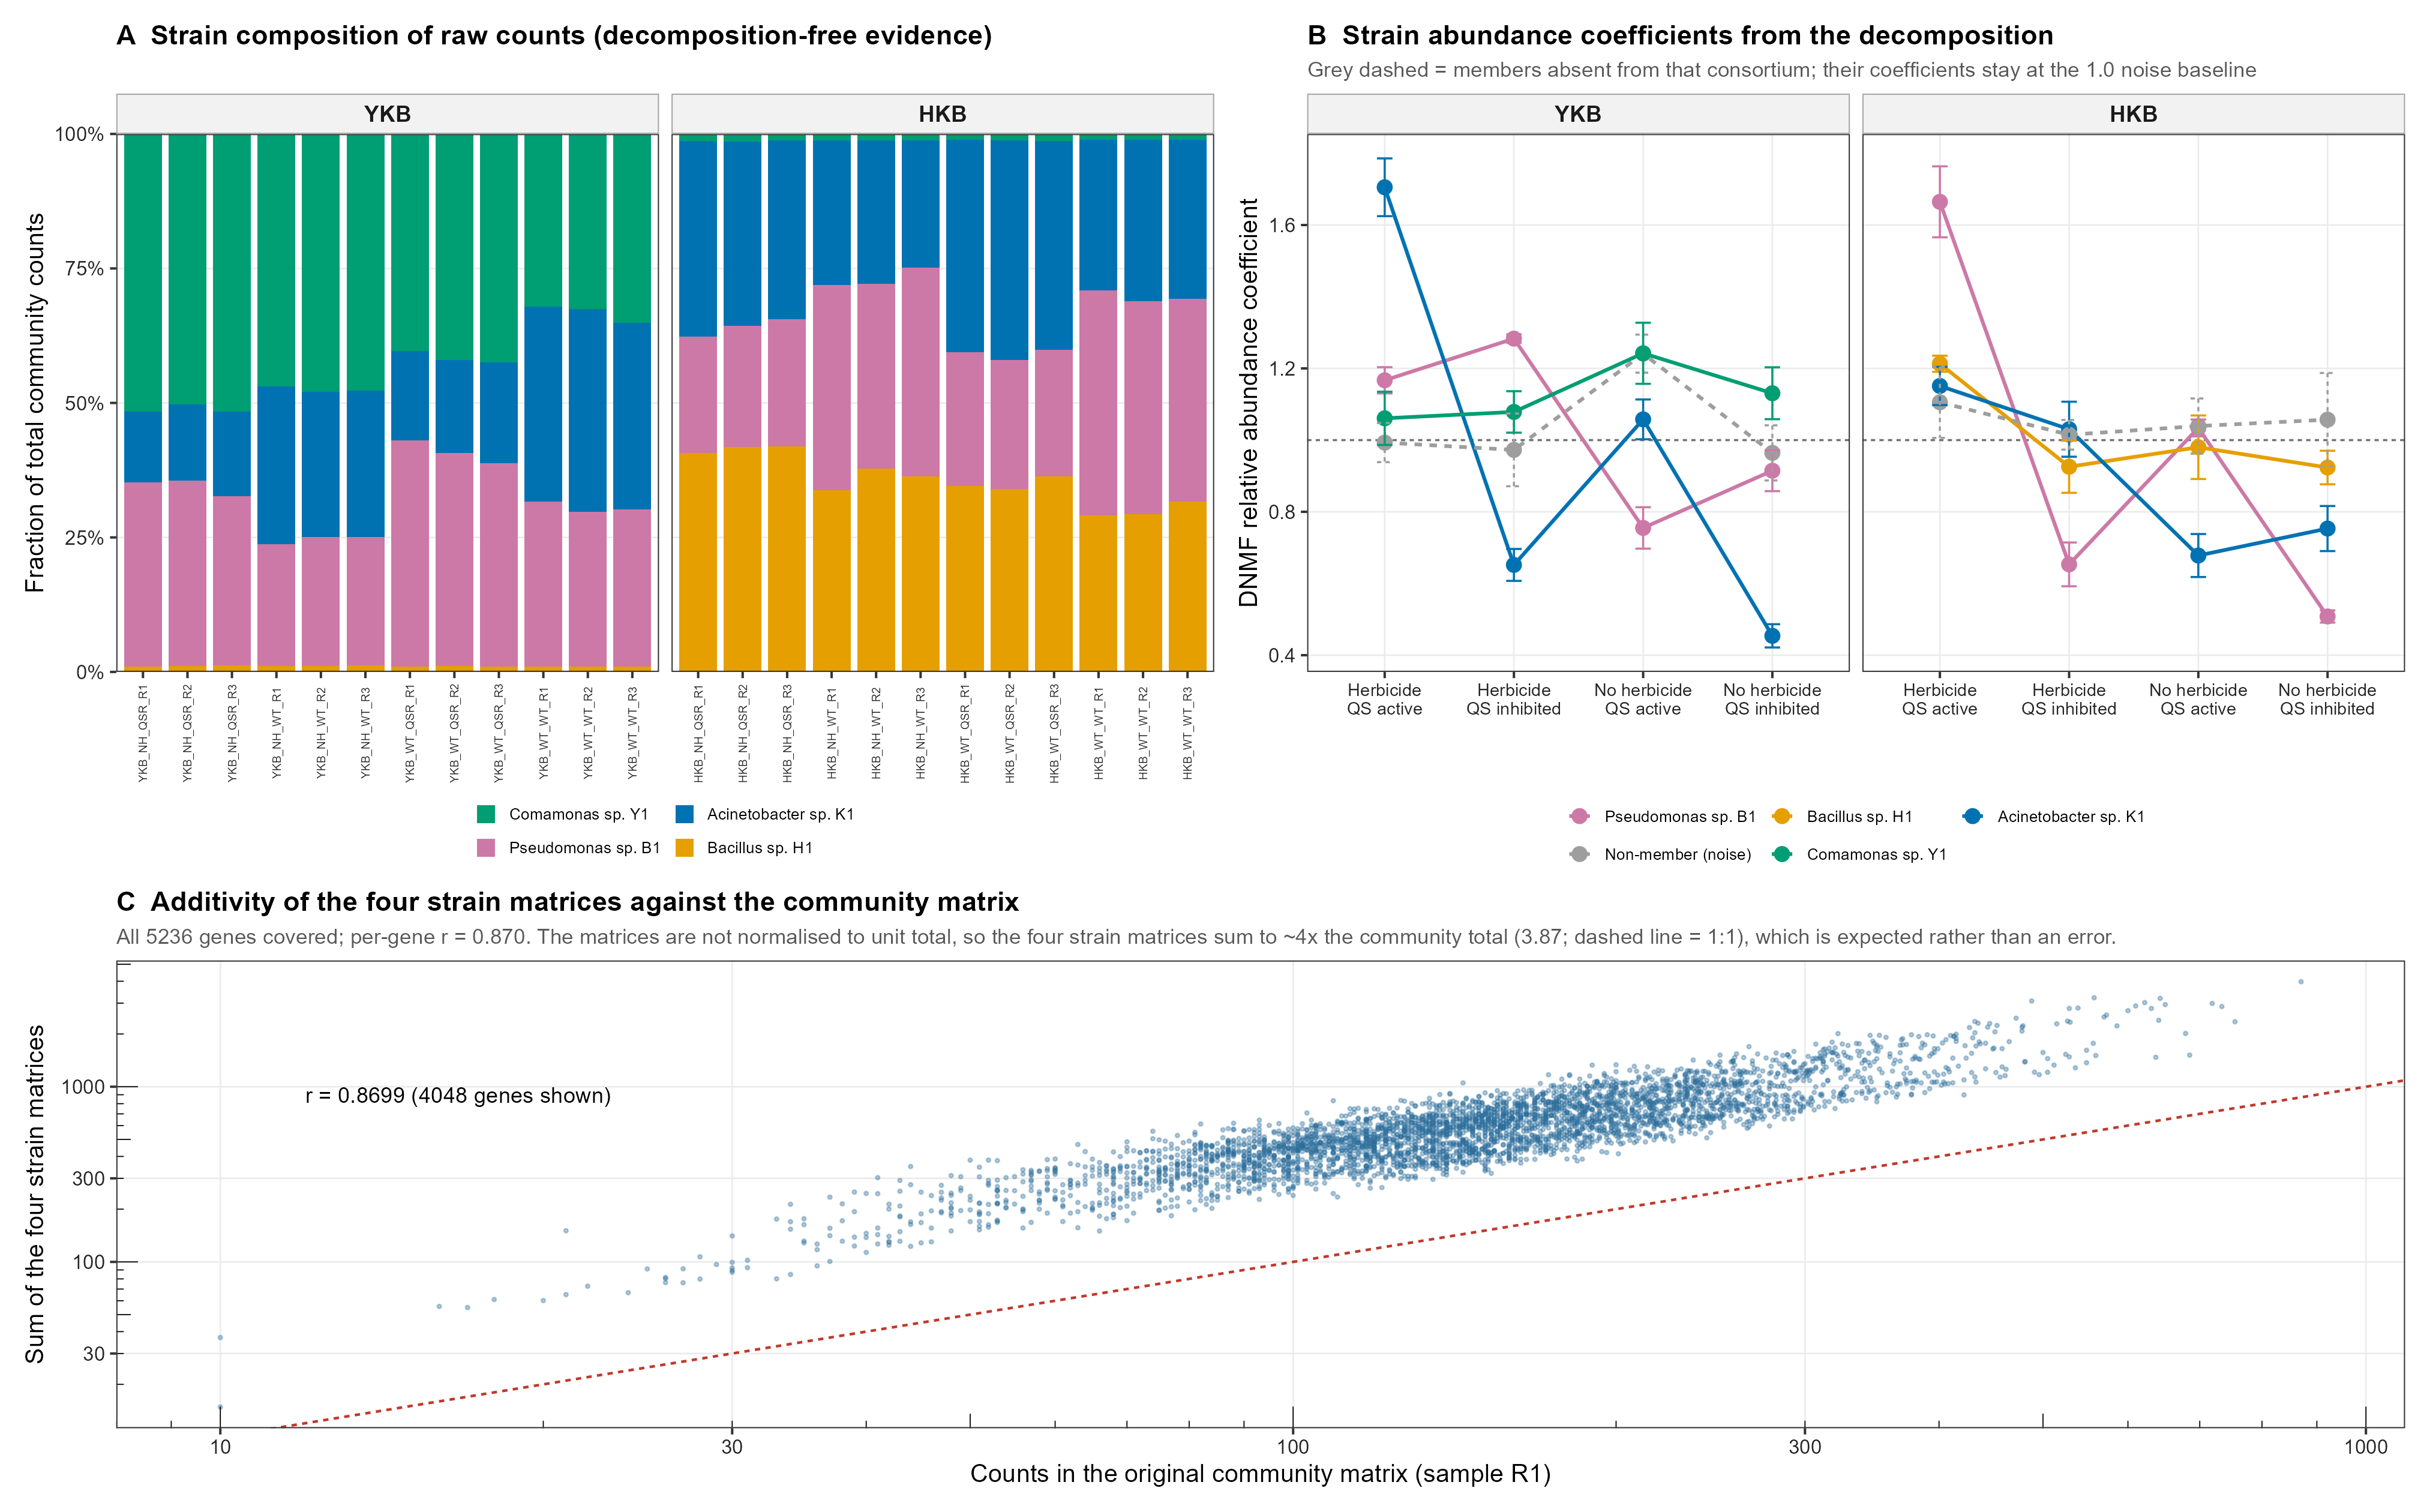 A  Strain composition of raw counts (decomposition-free evidence)
YKB
HKB
Fraction of total community counts
100%
75%
50%
25%
0%
YKB_NH_QSR_R1
YKB_NH_QSR_R2
YKB_NH_QSR_R3
YKB_NH_WT_R1
YKB_NH_WT_R2
YKB_NH_WT_R3
YKB_WT_QSR_R1
YKB_WT_QSR_R2
YKB_WT_QSR_R3
YKB_WT_WT_R1
YKB_WT_WT_R2
YKB_WT_WT_R3
HKB_NH_QSR_R1
HKB_NH_QSR_R2
HKB_NH_QSR_R3
HKB_NH_WT_R1
HKB_NH_WT_R2
HKB_NH_WT_R3
HKB_WT_QSR_R1
HKB_WT_QSR_R2
HKB_WT_QSR_R3
HKB_WT_WT_R1
HKB_WT_WT_R2
HKB_WT_WT_R3
Comamonas sp. Y1
Acinetobacter sp. K1
Pseudomonas sp. B1
Bacillus sp. H1
B  Strain abundance coefficients from the decomposition
Grey dashed = members absent from that consortium; their coefficients stay at the 1.0 noise baseline
YKB
HKB
DNMF relative abundance coefficient
1.6
1.2
0.8
0.4
Herbicide
QS active
Herbicide
QS inhibited
No herbicide
QS active
No herbicide
QS inhibited
Herbicide
QS active
Herbicide
QS inhibited
No herbicide
QS active
No herbicide
QS inhibited
Pseudomonas sp. B1
Bacillus sp. H1
Acinetobacter sp. K1
Non-member (noise)
Comamonas sp. Y1
C  Additivity of the four strain matrices against the community matrix
All 5236 genes covered; per-gene r = 0.870. The matrices are not normalised to unit total, so the four strain matrices sum to ~4x the community total (3.87; dashed line = 1:1), which is expected rather than an error.
Sum of the four strain matrices
1000
300
100
30
r = 0.8699 (4048 genes shown)
10
30
100
300
1000
Counts in the original community matrix (sample R1)